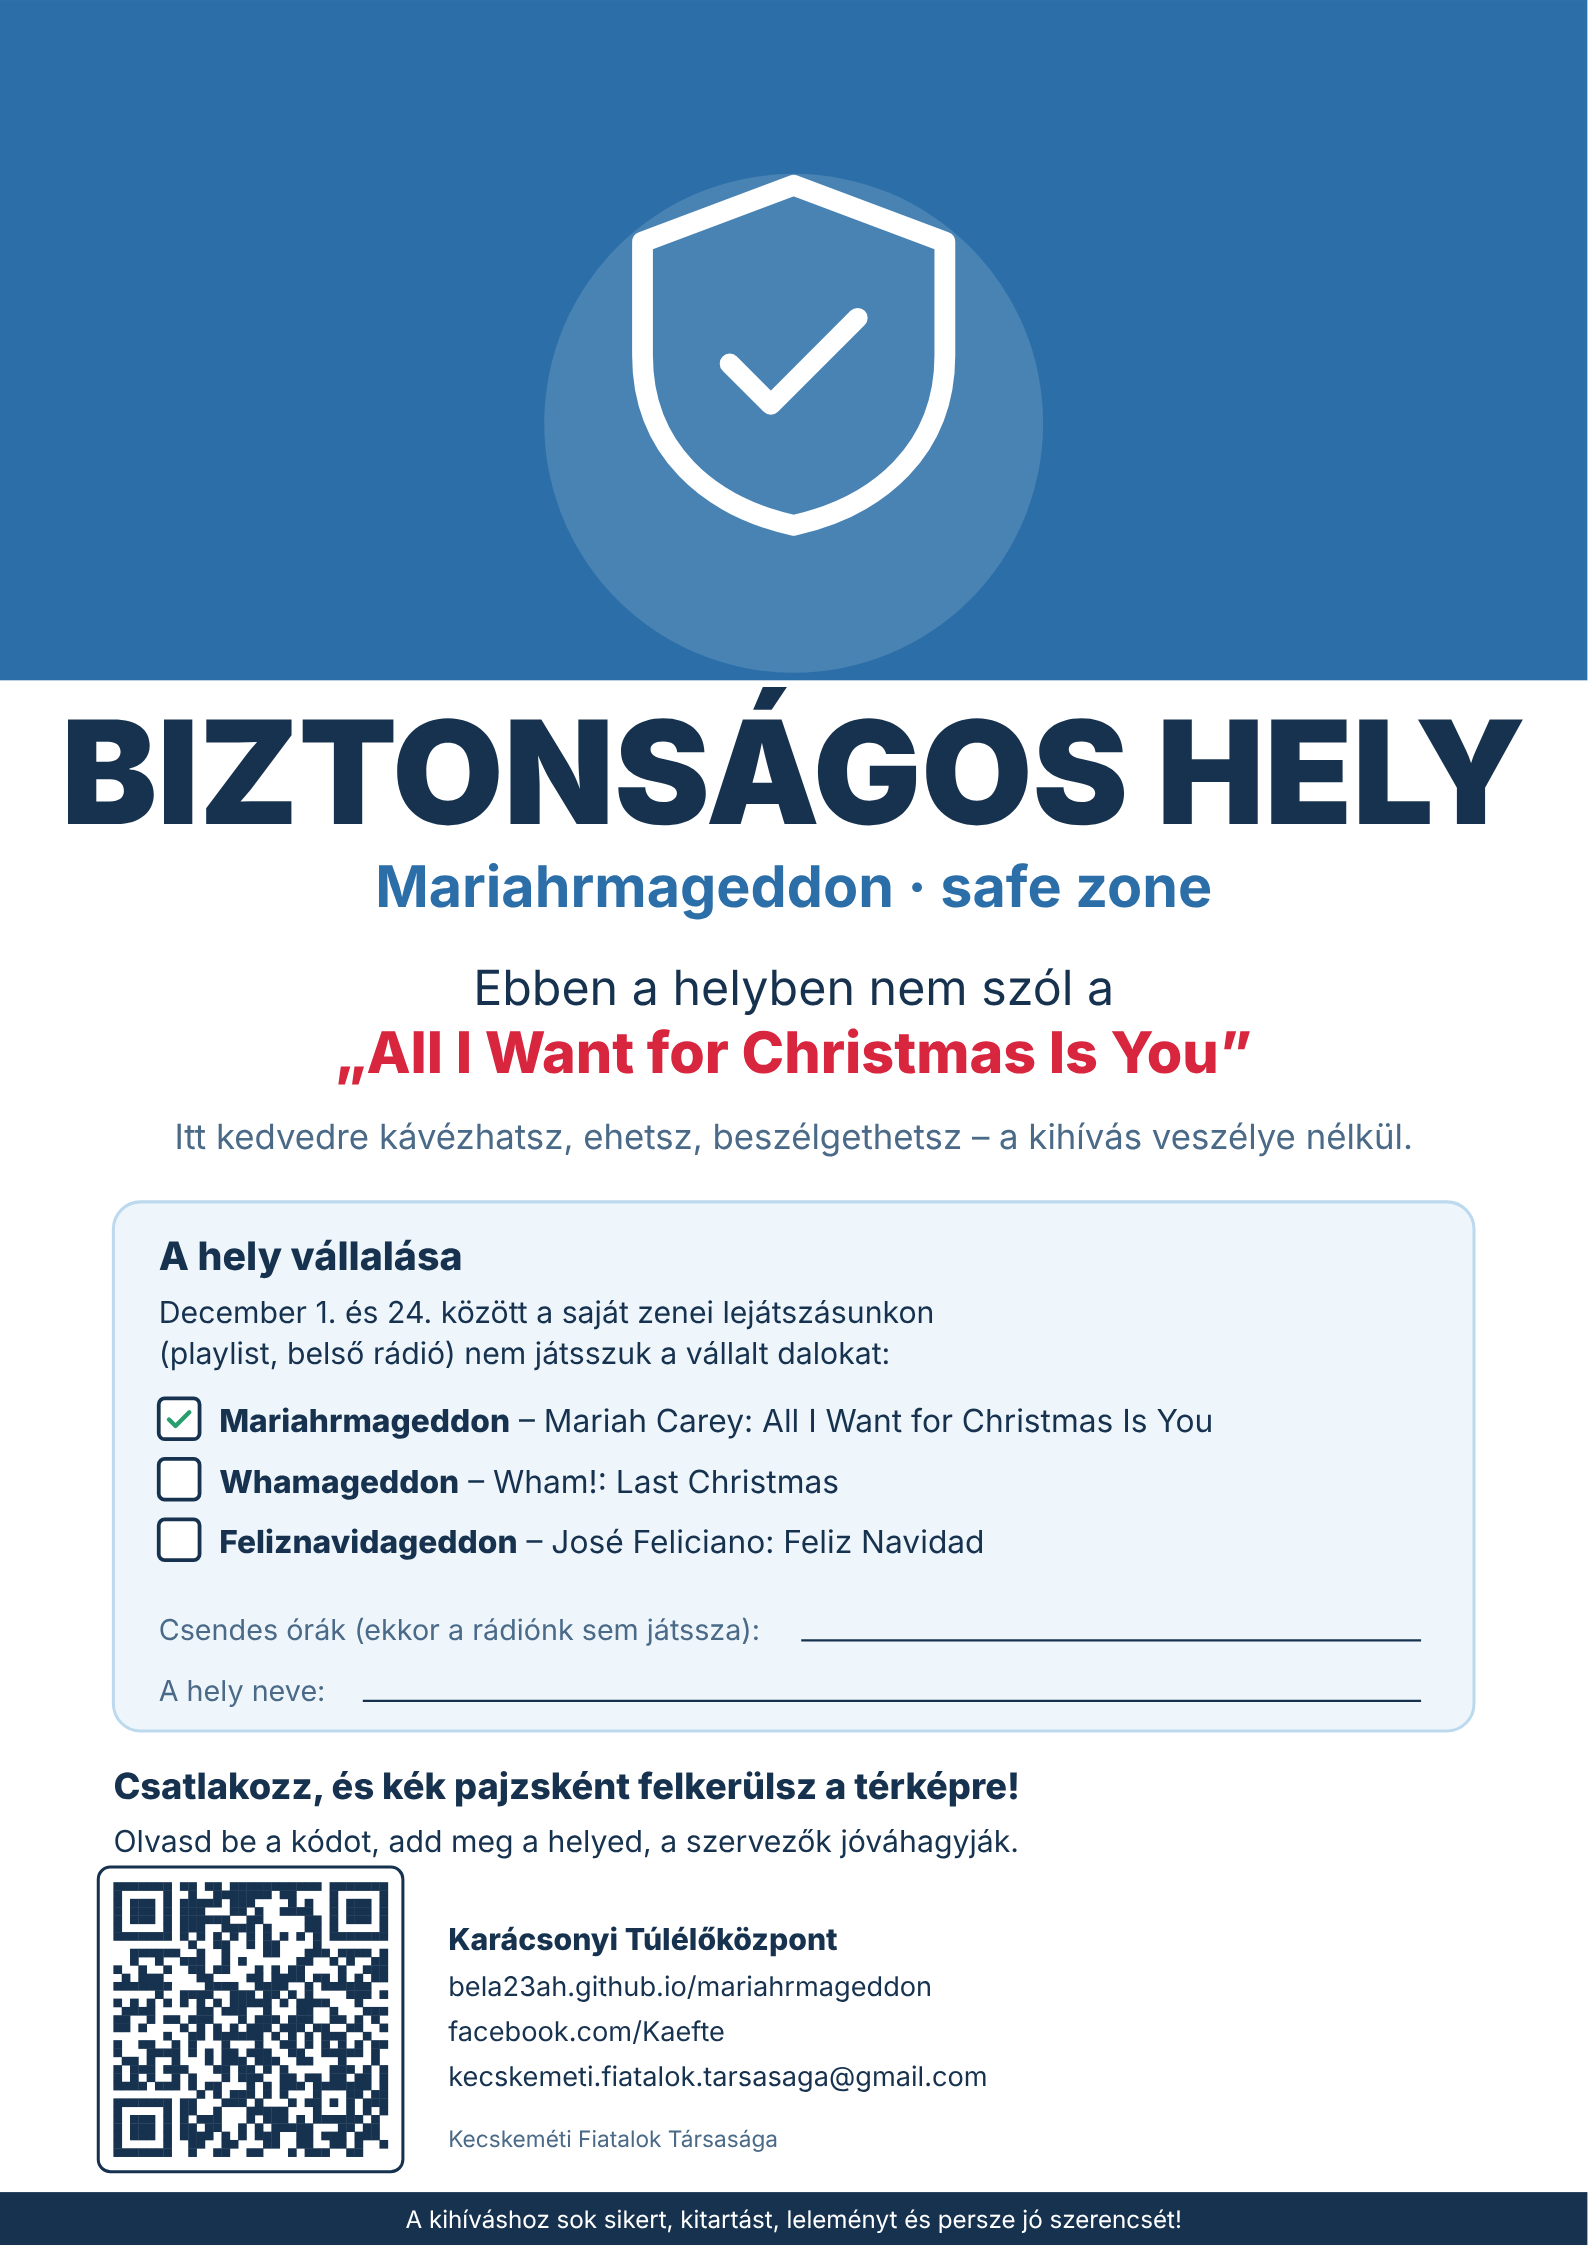 BIZTONSÁGOS HELY
Mariahrmageddon · safe zone
Ebben a helyben nem szól a
„All I Want for Christmas Is You”
Itt kedvedre kávézhatsz, ehetsz, beszélgethetsz – a kihívás veszélye nélkül.
A hely vállalása
December 1. és 24. között a saját zenei lejátszásunkon
(playlist, belső rádió) nem játsszuk a vállalt dalokat:
Mariahrmageddon – Mariah Carey: All I Want for Christmas Is You
Whamageddon – Wham!: Last Christmas
Feliznavidageddon – José Feliciano: Feliz Navidad
Csendes órák (ekkor a rádiónk sem játssza):
A hely neve:
Csatlakozz, és kék pajzsként felkerülsz a térképre!
Olvasd be a kódot, add meg a helyed, a szervezők jóváhagyják.
Karácsonyi Túlélőközpont
bela23ah.github.io/mariahrmageddon
facebook.com/Kaefte
kecskemeti.fiatalok.tarsasaga@gmail.com
Kecskeméti Fiatalok Társasága
A kihíváshoz sok sikert, kitartást, leleményt és persze jó szerencsét!